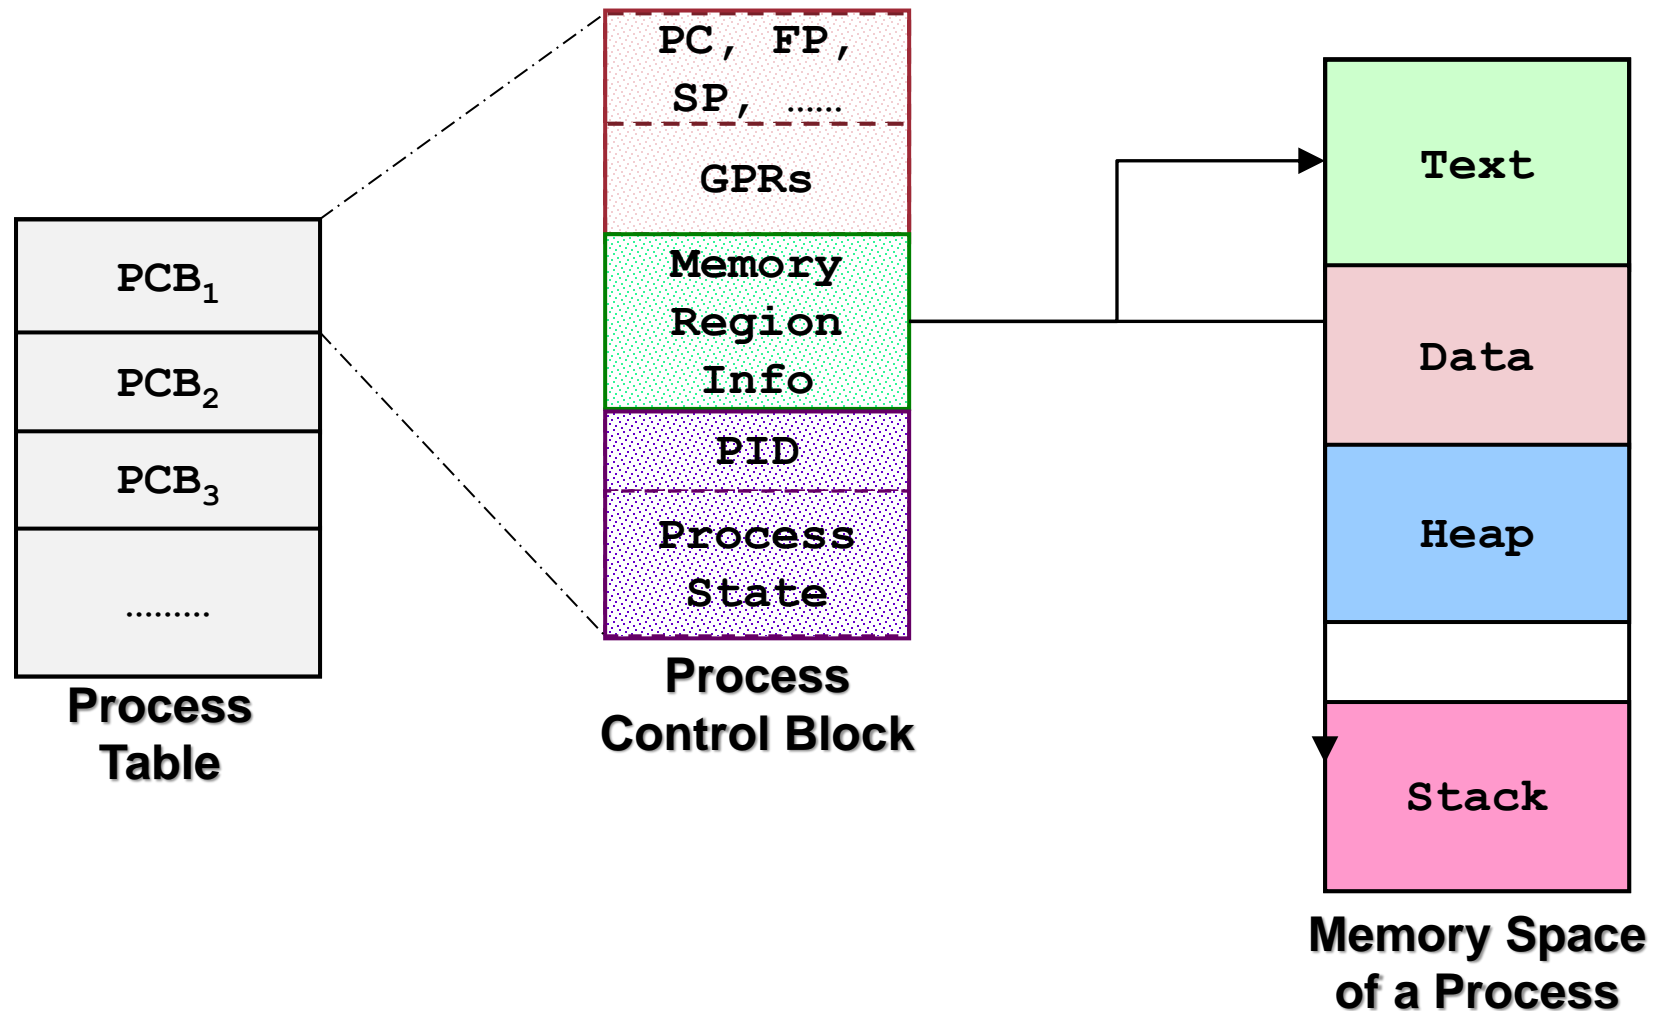 PCB₁
PCB₂
PCB₃
………
Process
Table
PC, FP,
SP, ……
GPRs
Memory
Region
Info
PID
Process
State
Process
Control Block
Text
Data
Heap
Stack
Memory Space
of a Process